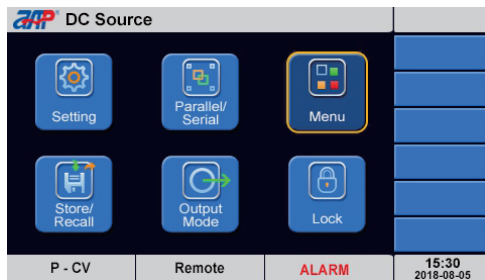 DC Source
Setting
Parallel/
Serial
Menu
Store/
Recall
Output
Mode
Lock
P - CV
Remote
ALARM
15:30
2018-08-05